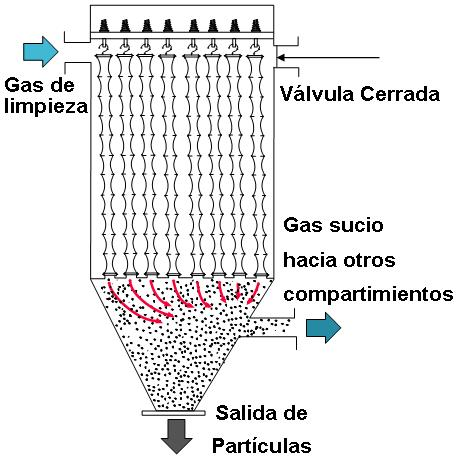 Gas de
limpieza
Válvula Cerrada
Gas sucio
hacia otros
compartimientos
Salida de
Partículas